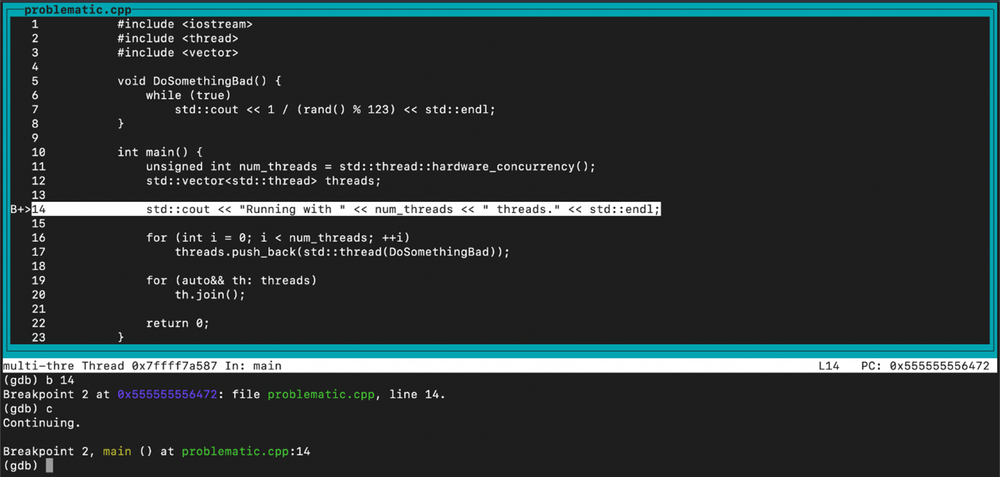 problematic.cpp
1 #include <iostream>
2 #include <thread>
3 #include <vector>
4
5 void DoSomethingBad() {
6 while (true)
7 std::cout << 1 / (rand() % 123) << std::endl;
8 }
9
10 int main() {
11 unsigned int num_threads = std::thread::hardware_concurrency();
12 std::vector<std::thread> threads;
13
B+>14 std::cout << "Running with " << num_threads << " threads." << std::endl;
15
16 for (int i = 0; i < num_threads; ++i)
17 threads.push_back(std::thread(DoSomethingBad));
18
19 for (auto&& th: threads)
20 th.join();
21
22 return 0;
23 }
multi-thre Thread 0x7ffff7a587 In: main L14 PC: 0x555555556472
(gdb) b 14
Breakpoint 2 at 0x555555556472: file problematic.cpp, line 14.
(gdb) c
Continuing.
Breakpoint 2, main () at problematic.cpp:14
(gdb)